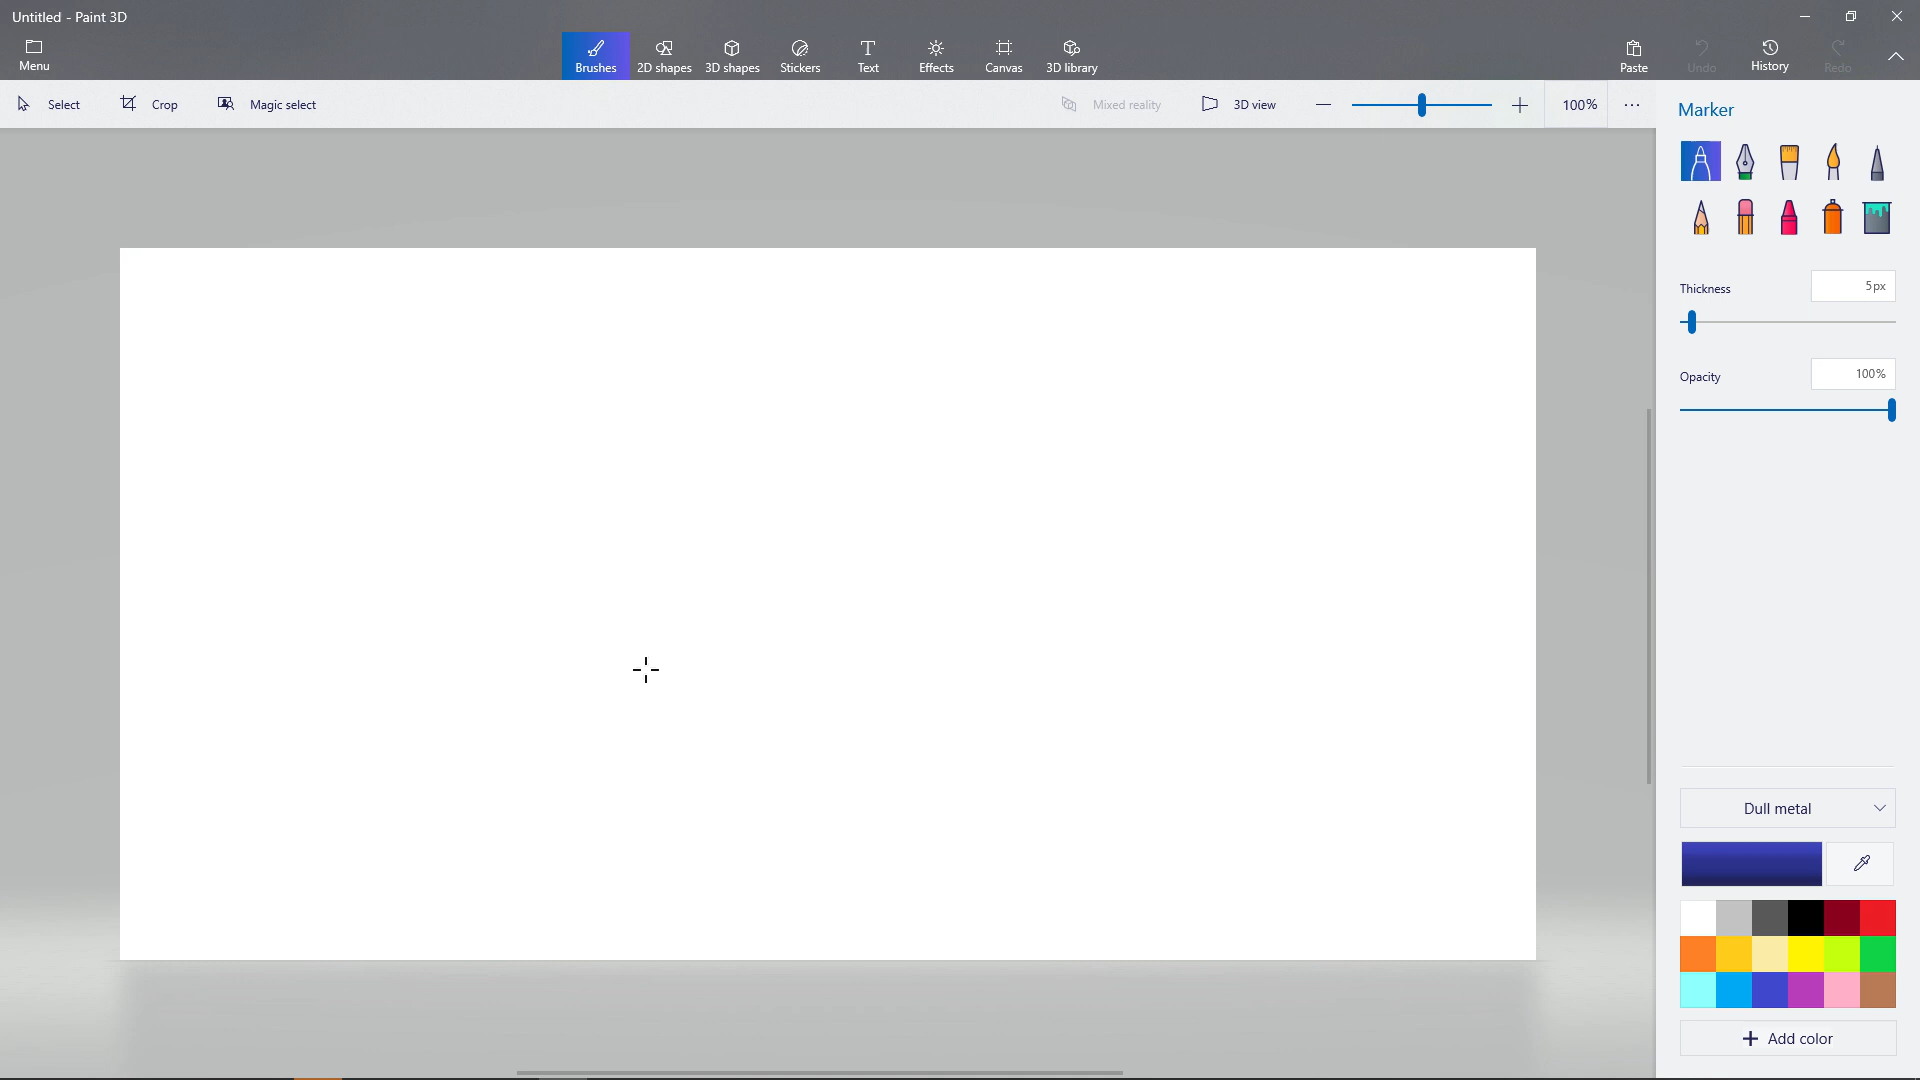 Untitled - Paint 3D
Menu
Brushes
2D shapes
3D shapes
Stickers
Text
Effects
Canvas
3D library
Paste
Undo
History
Redo
Select
Crop
Magic select
Mixed reality
3D view
100%
Marker
Thickness
5px
Opacity
100%
Dull metal
Add color